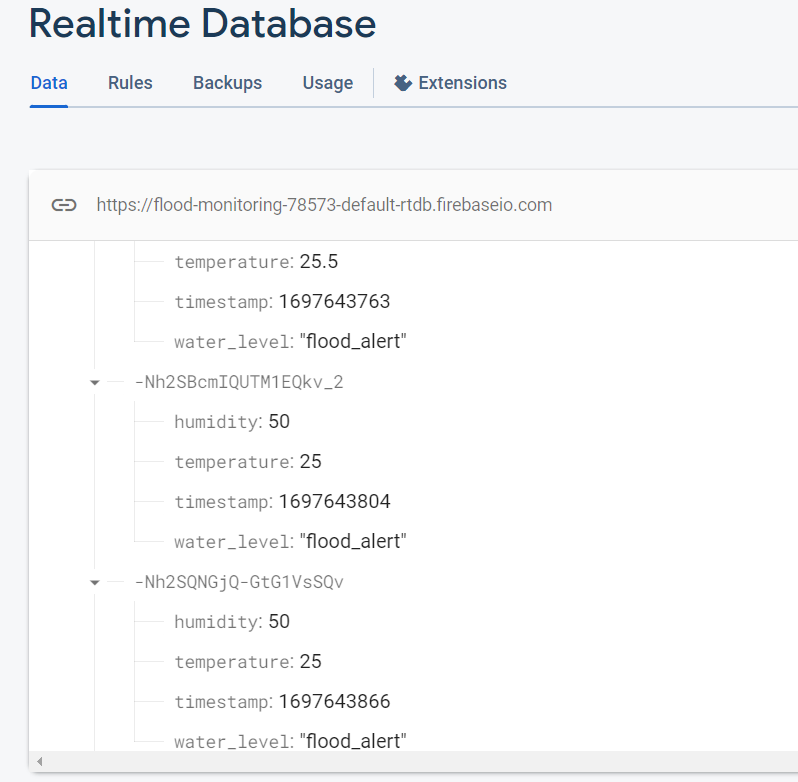 Realtime Database
Data Rules Backups Usage Extensions
https://flood-monitoring-78573-default-rtdb.firebaseio.com
temperature: 25.5
timestamp: 1697643763
water_level: "flood_alert"
-Nh2SBcmIQUTM1EQkv_2
humidity: 50
temperature: 25
timestamp: 1697643804
water_level: "flood_alert"
-Nh2SQNGjQ-GtG1VsSQv
humidity: 50
temperature: 25
timestamp: 1697643866
water_level: "flood_alert"